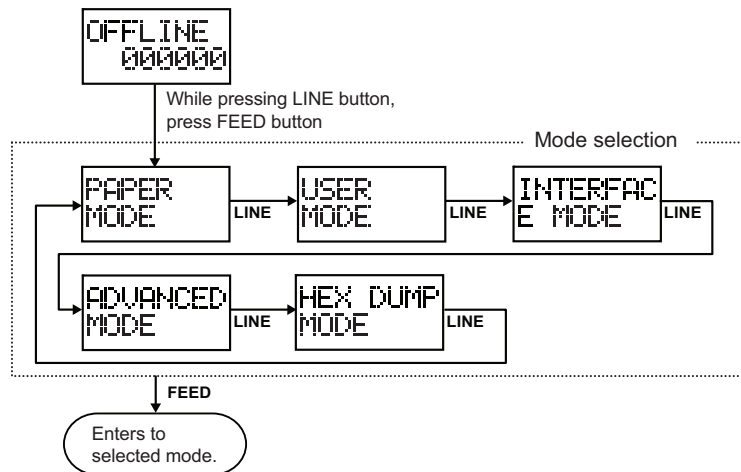 OFFLINE
000000
While pressing LINE button,
press FEED button
Mode selection
PAPER
MODE
LINE
USER
MODE
LINE
INTERFAC
E MODE
LINE
ADVANCED
MODE
LINE
HEX DUMP
MODE
LINE
FEED
Enters to
selected mode.